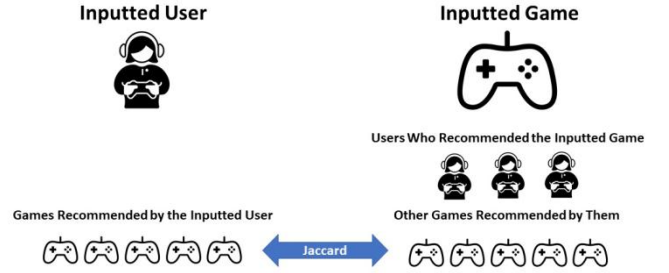 Inputted User
Inputted Game
Users Who Recommended the Inputted Game
Games Recommended by the Inputted User
Other Games Recommended by Them
Jaccard